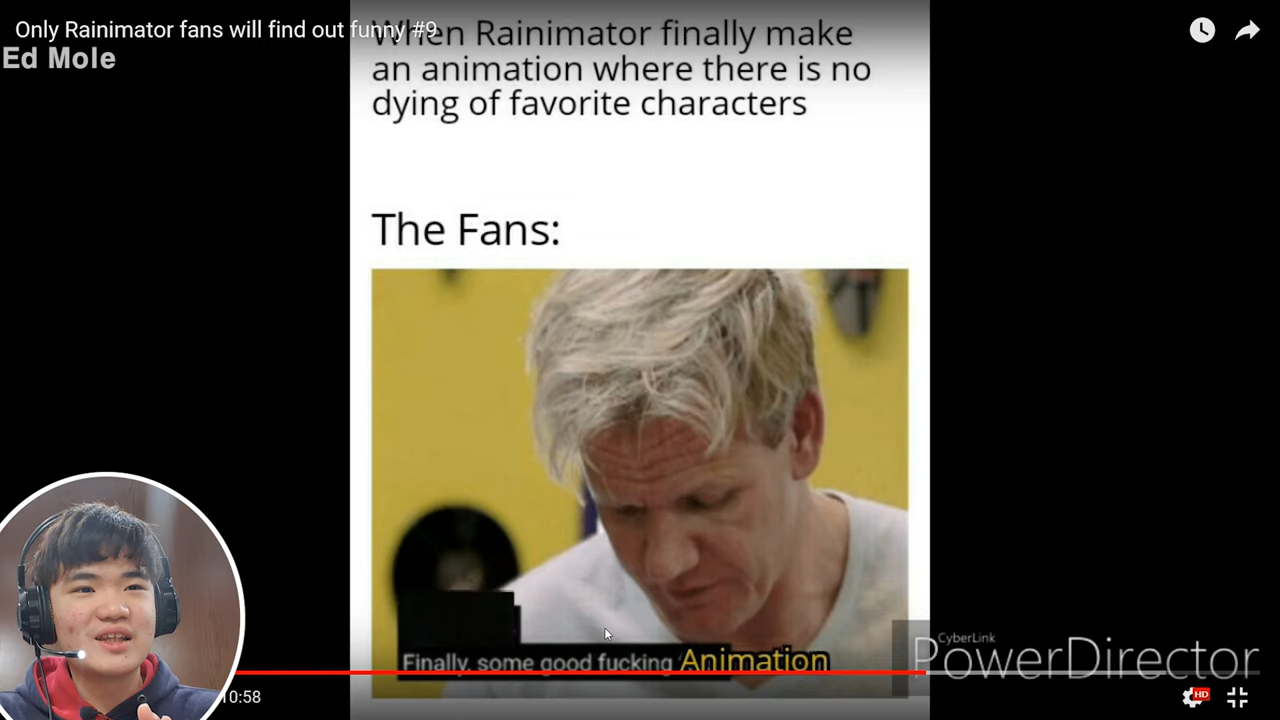 Only Rainimator fans will find out funny #9
Ed Mole
When Rainimator finally make
an animation where there is no
dying of favorite characters
The Fans:
Finally, some good fucking Animation
CyberLink
PowerDirector
10:58
HD